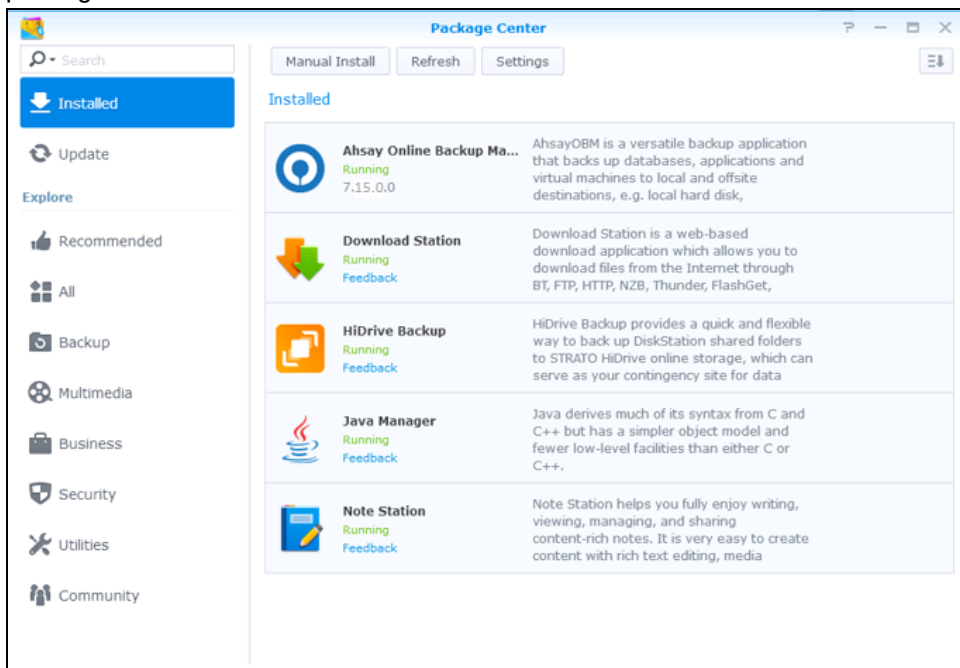 Package Center
Search
Manual Install
Refresh
Settings
Installed
Update
Explore
Recommended
All
Backup
Multimedia
Business
Security
Utilities
Community
Installed
Ahsay Online Backup Ma...
Running
7.15.0.0
AhsayOBM is a versatile backup application
that backs up databases, applications and
virtual machines to local and offsite
destinations, e.g. local hard disk,
Download Station
Running
Feedback
Download Station is a web-based
download application which allows you to
download files from the Internet through
BT, FTP, HTTP, NZB, Thunder, FlashGet,
HiDrive Backup
Running
Feedback
HiDrive Backup provides a quick and flexible
way to back up DiskStation shared folders
to STRATO HiDrive online storage, which can
serve as your contingency site for data
Java Manager
Running
Feedback
Java derives much of its syntax from C and
C++ but has a simpler object model and
fewer low-level facilities than either C or
C++.
Note Station
Running
Feedback
Note Station helps you fully enjoy writing,
viewing, managing, and sharing
content-rich notes. It is very easy to create
content with rich text editing, media